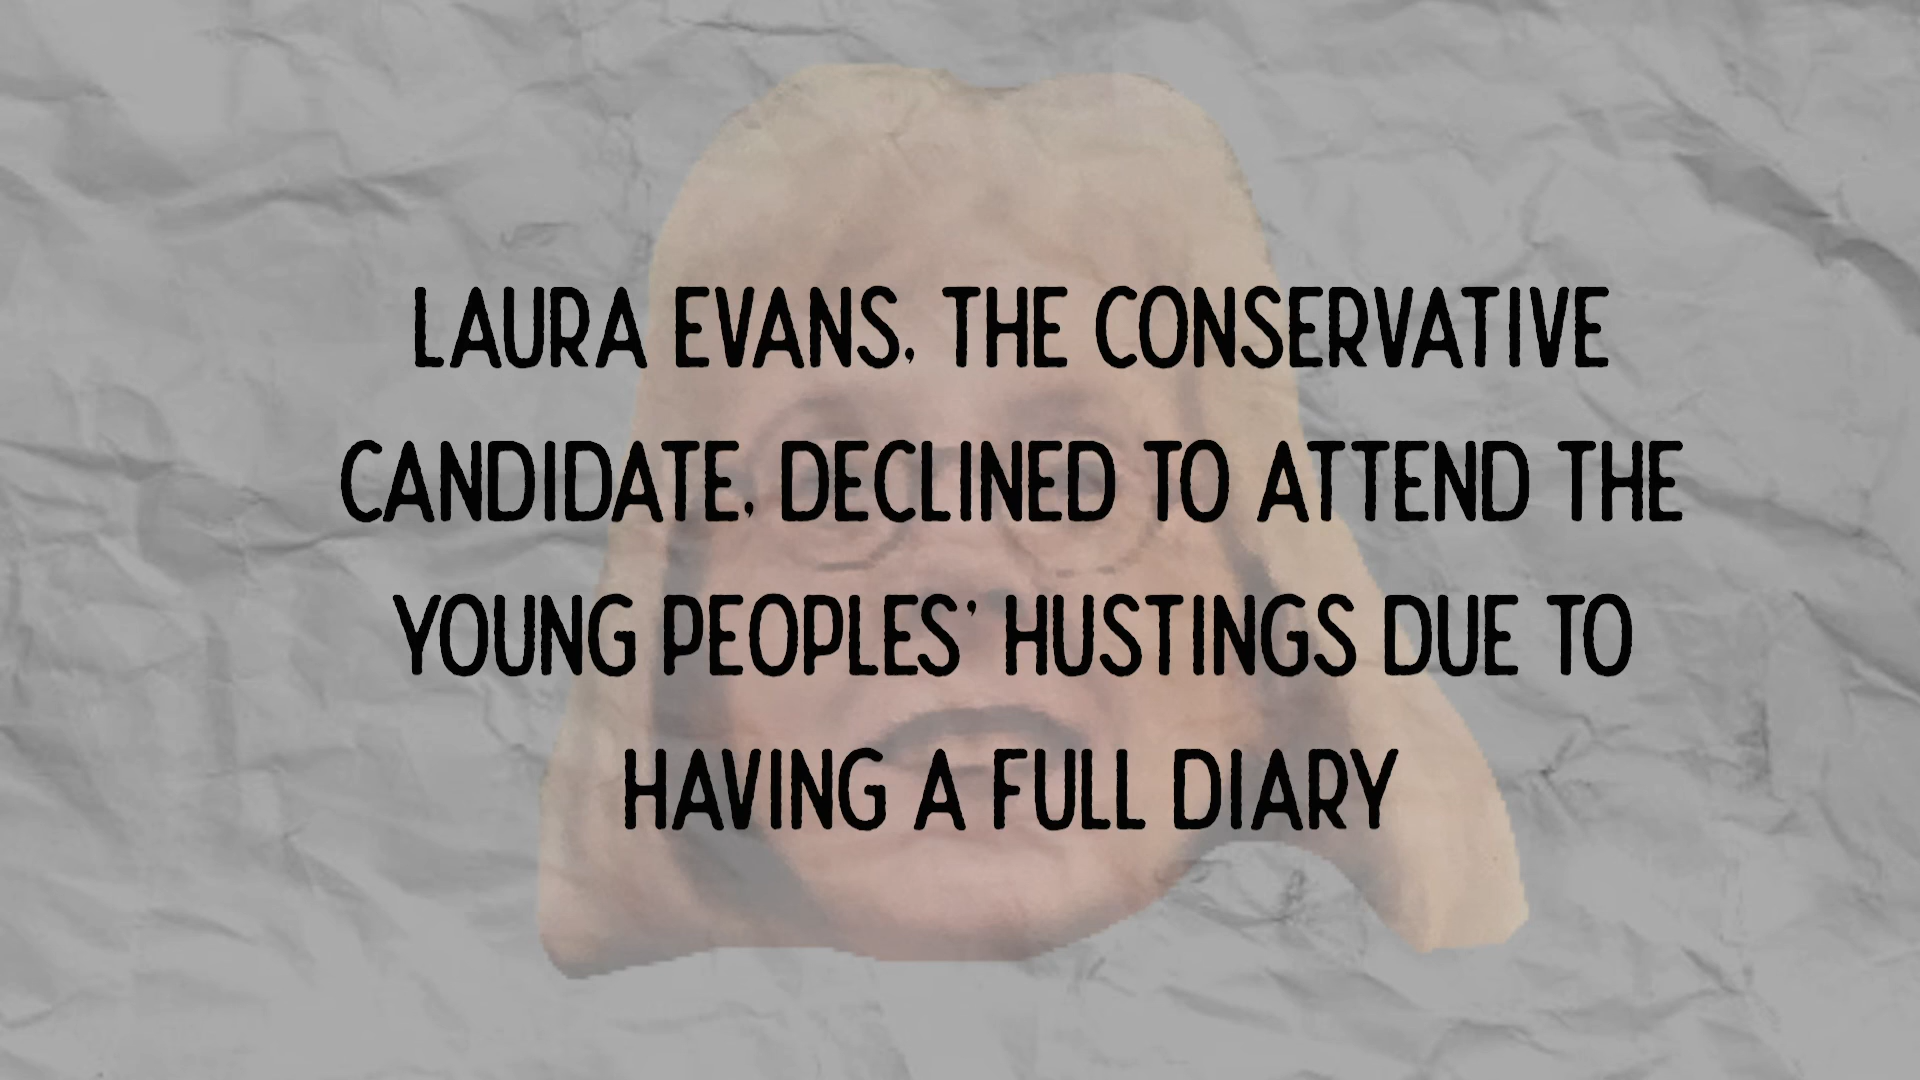 LAURA EVANS, THE CONSERVATIVE
CANDIDATE, DECLINED TO ATTEND THE
YOUNG PEOPLES' HUSTINGS DUE TO
HAVING A FULL DIARY